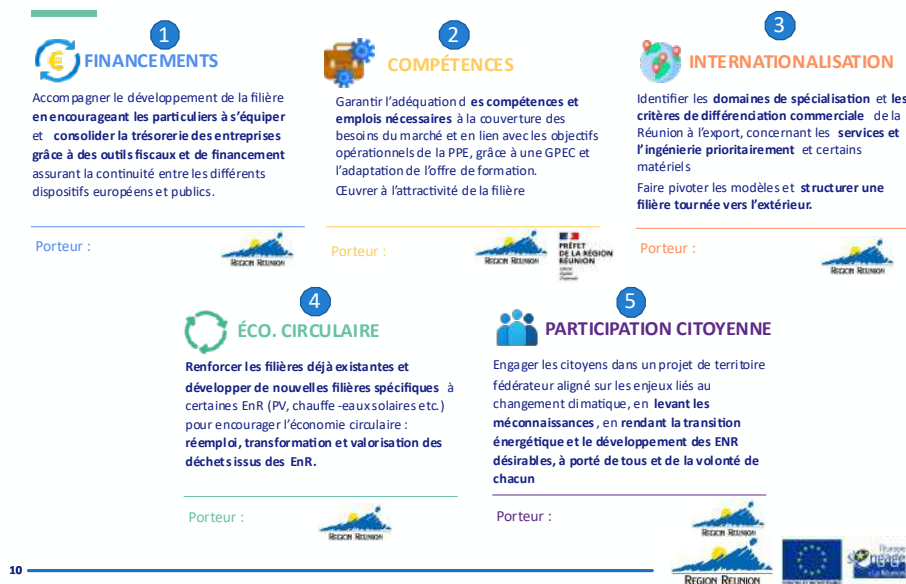 1
FINANCEMENTS
Accompagner le développement de la filière
en encourageant les particuliers à s'équiper
et consolider la trésorerie des entreprises
grâce à des outils fiscaux et de financement
assurant la continuité entre les différents
dispositifs européens et publics.
Porteur :
REGION REUNION
2
COMPÉTENCES
Garantir l'adéquation d es compétences et
emplois nécessaires à la couverture des
besoins du marché et en lien avec les objectifs
opérationnels de la PPE, grâce à une GPEC et
l'adaptation de l'offre de formation.
Œuvrer à l'attractivité de la filière
Porteur :
REGION REUNION
PRÉFET
DE LA RÉGION
RÉUNION
3
INTERNATIONALISATION
Identifier les domaines de spécialisation et les
critères de différenciation commerciale de la
Réunion à l'export, concernant les services et
l'ingénierie prioritairement et certains
matériels
Faire pivoter les modèles et structurer une
filière tournée vers l'extérieur.
Porteur :
REGION REUNION
4
ÉCO. CIRCULAIRE
Renforcer les filières déjà existantes et
développer de nouvelles filières spécifiques à
certaines EnR (PV, chauffe -eaux solaires etc.)
pour encourager l'économie circulaire :
réemploi, transformation et valorisation des
déchets issus des EnR.
Porteur :
REGION REUNION
5
PARTICIPATION CITOYENNE
Engager les citoyens dans un projet de territoire
fédérateur aligné sur les enjeux liés au
changement climatique, en levant les
méconnaissances, en rendant la transition
énergétique et le développement des ENR
désirables, à porté de tous et de la volonté de
chacun
Porteur :
REGION REUNION
10
REGION REUNION
l'Europe
s'engage